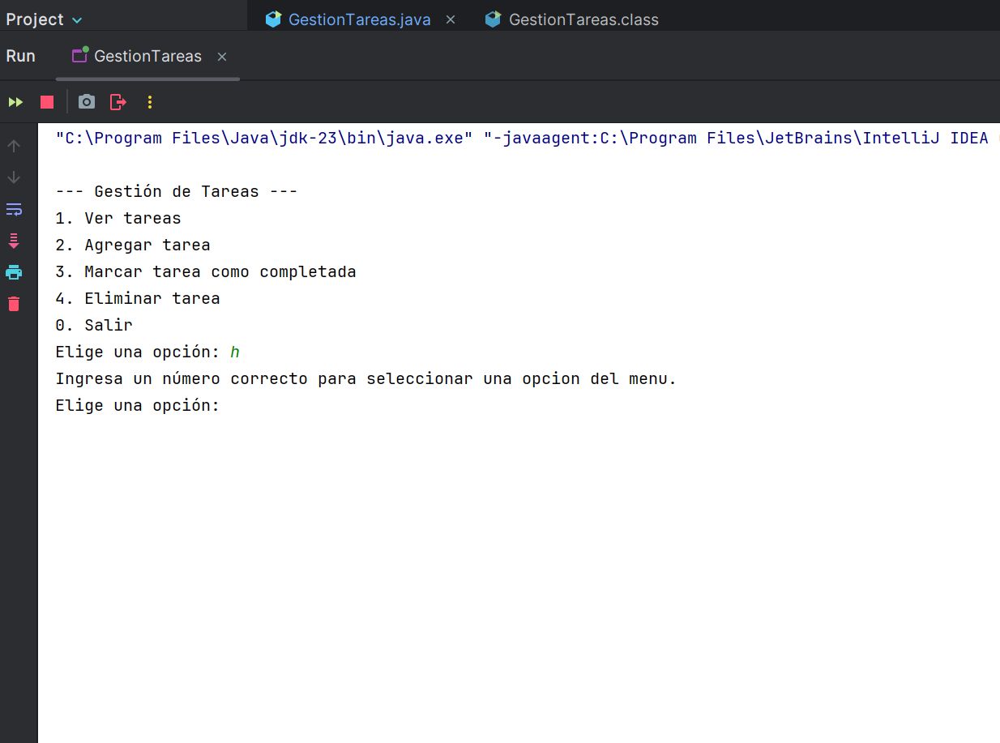 Project
GestionTareas.java
GestionTareas.class
Run
GestionTareas
"C:\Program Files\Java\jdk-23\bin\java.exe" "-javaagent:C:\Program Files\JetBrains\IntelliJ IDEA
--- Gestión de Tareas ---
1. Ver tareas
2. Agregar tarea
3. Marcar tarea como completada
4. Eliminar tarea
0. Salir
Elige una opción: h
Ingresa un número correcto para seleccionar una opcion del menu.
Elige una opción: